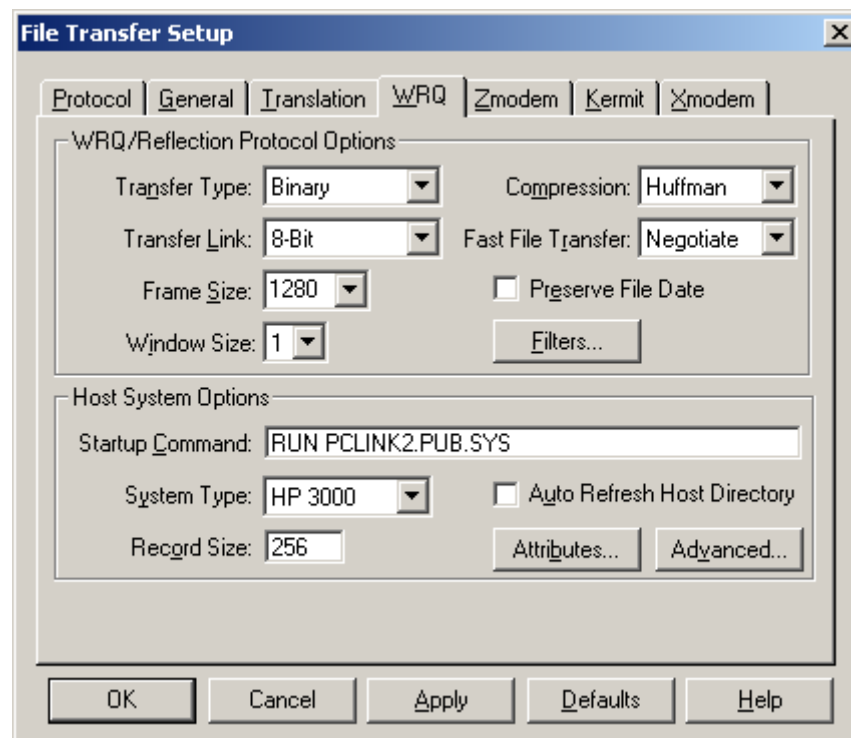 File Transfer Setup
Protocol General Translation WRQ Zmodem Kermit Xmodem
WRQ/Reflection Protocol Options
Transfer Type: Binary Compression: Huffman
Transfer Link: 8-Bit Fast File Transfer: Negotiate
Frame Size: 1280 Preserve File Date
Window Size: 1 Filters...
Host System Options
Startup Command: RUN PCLINK2.PUB.SYS
System Type: HP 3000 Auto Refresh Host Directory
Record Size: 256 Attributes... Advanced...
OK Cancel Apply Defaults Help